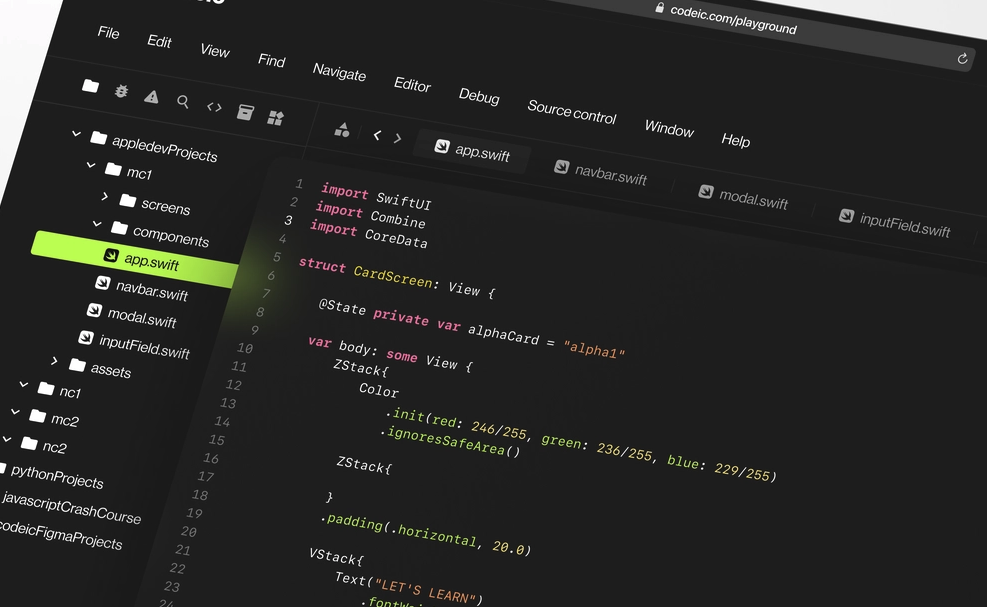 codeic.com/playground
File Edit View Find Navigate Editor Debug Source control Window Help
app.swift navbar.swift modal.swift inputField.swift
appledevProjects
mc1
screens
components
app.swift
navbar.swift
modal.swift
inputField.swift
assets
nc1
mc2
nc2
pythonProjects
javascriptCrashCourse
codeicFigmaProjects
1 import SwiftUI
2 import Combine
3 import CoreData
4
5 struct CardScreen: View {
6
7 @State private var alphaCard = "alpha1"
8
9 var body: some View {
10 ZStack{
11 Color
12 .init(red: 246/255, green: 236/255, blue: 229/255)
13 .ignoresSafeArea()
14
15 ZStack{
16
17 }
18 .padding(.horizontal, 20.0)
19
20 VStack{
21 Text("LET'S LEARN")
22
23
24